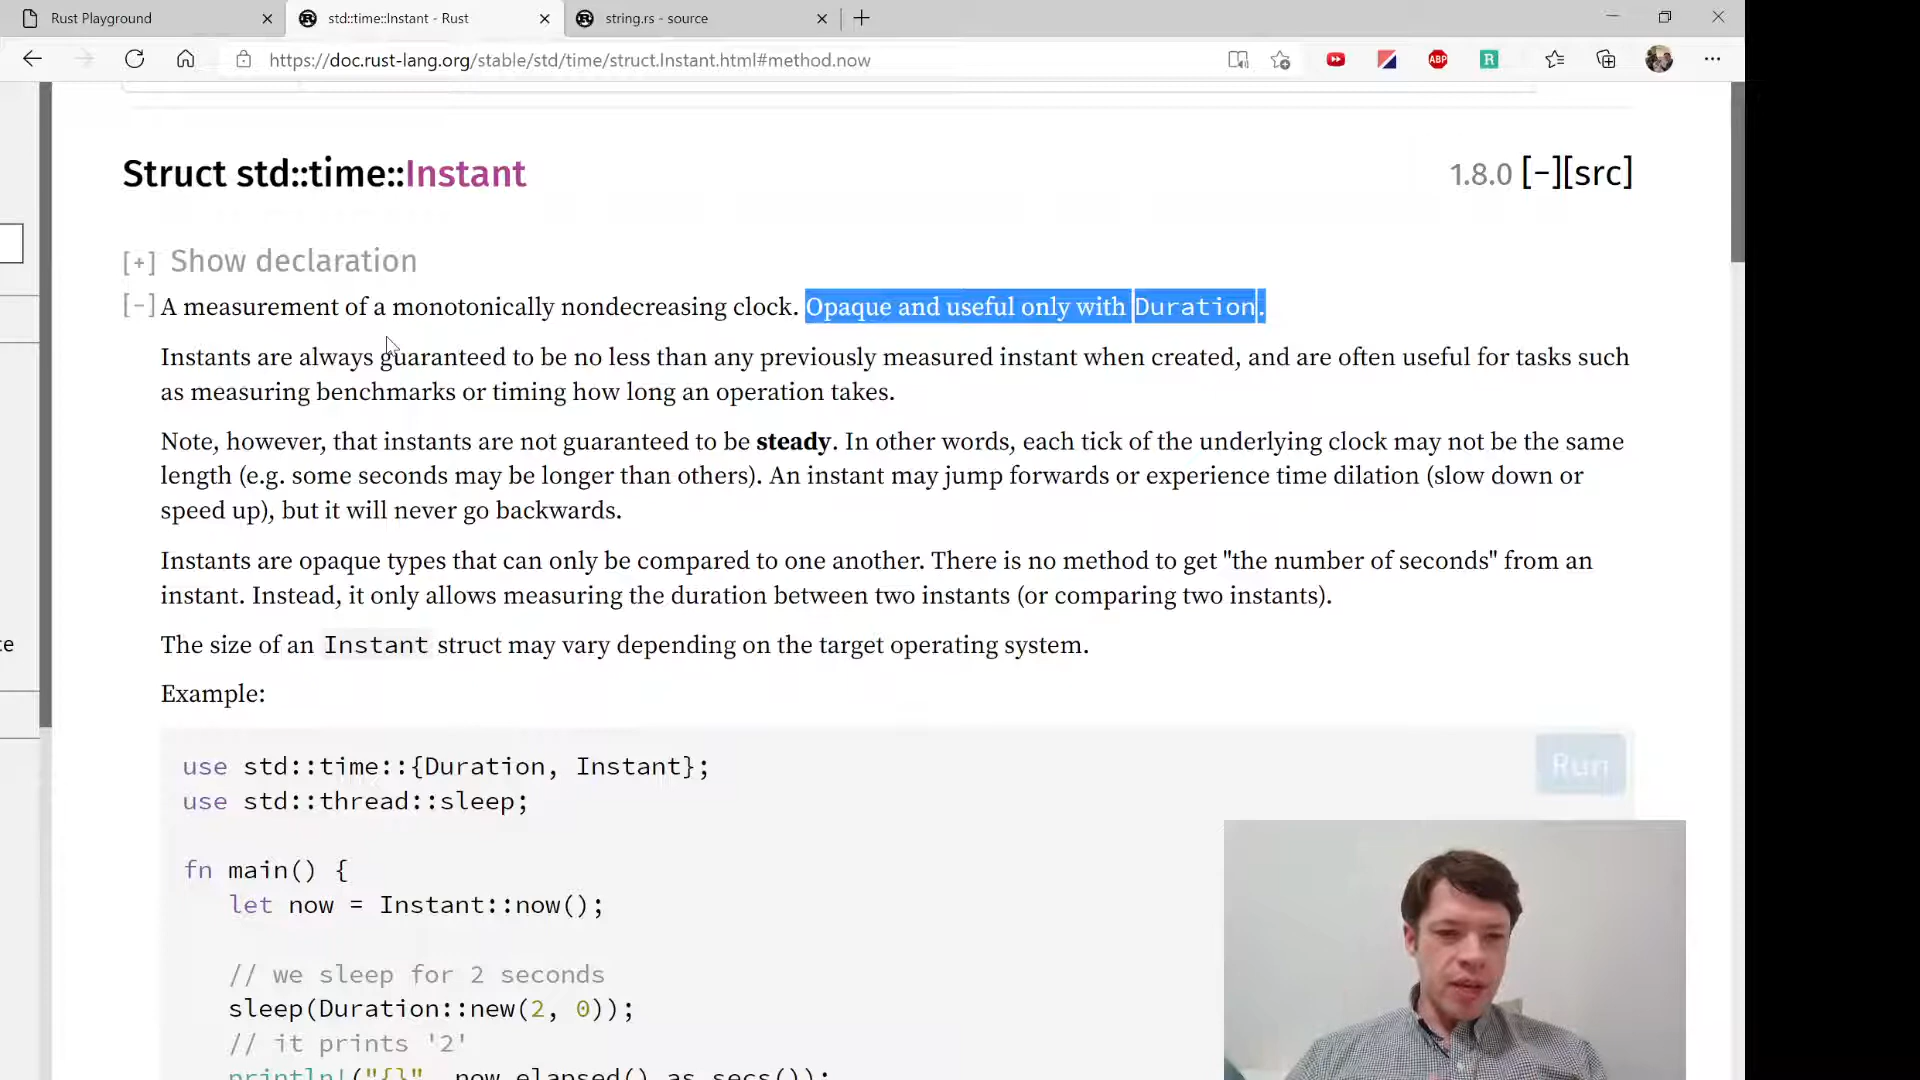 Rust Playground
std::time::Instant - Rust
string.rs - source
https://doc.rust-lang.org/stable/std/time/struct.Instant.html#method.now
ABP
R
Struct std::time::Instant
1.8.0 [-][src]
[+] Show declaration
[-] A measurement of a monotonically nondecreasing clock. Opaque and useful only with Duration.
Instants are always guaranteed to be no less than any previously measured instant when created, and are often useful for tasks such
as measuring benchmarks or timing how long an operation takes.
Note, however, that instants are not guaranteed to be steady. In other words, each tick of the underlying clock may not be the same
length (e.g. some seconds may be longer than others). An instant may jump forwards or experience time dilation (slow down or
speed up), but it will never go backwards.
Instants are opaque types that can only be compared to one another. There is no method to get "the number of seconds" from an
instant. Instead, it only allows measuring the duration between two instants (or comparing two instants).
ce
The size of an Instant struct may vary depending on the target operating system.
Example:
use std::time::{Duration, Instant};
Run
use std::thread::sleep;
fn main() {
let now = Instant::now();
// we sleep for 2 seconds
sleep(Duration::new(2, 0));
// it prints '2'
println!("{}", now.elapsed().as_secs());